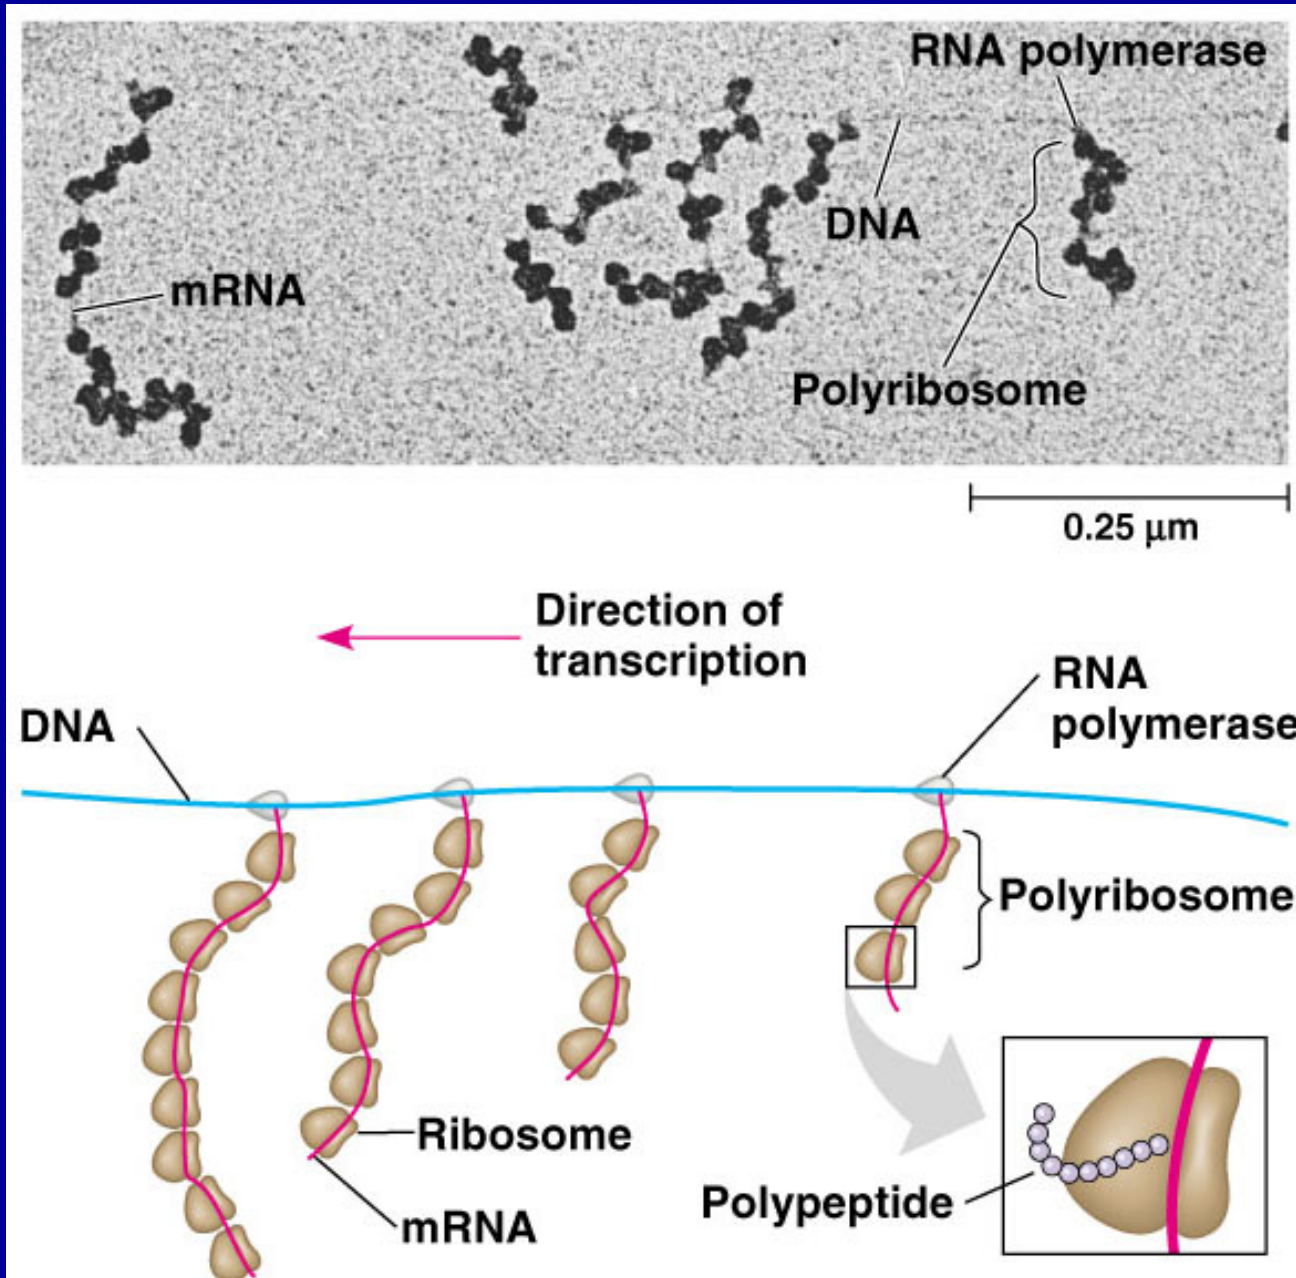 RNA polymerase
DNA
mRNA
Polyribosome
0.25 μm
Direction of
transcription
RNA
polymerase
DNA
Polyribosome
Ribosome
mRNA
Polypeptide